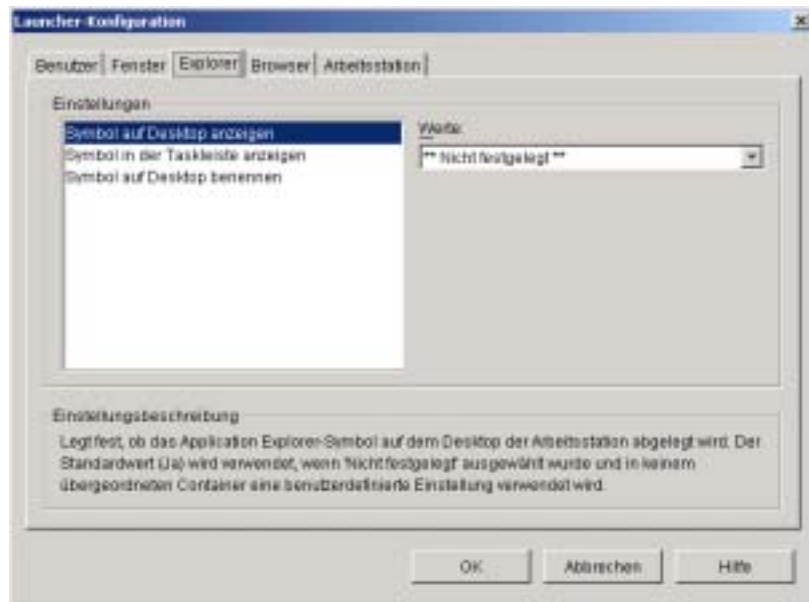 Launcher-Konfiguration
Benutzer Fenster Explorer Browser Arbeitsstation
Einstellungen
Symbol auf Desktop anzeigen
Symbol in der Taskleiste anzeigen
Symbol auf Desktop benennen
Werte:
** Nicht festgelegt **
Einstellungsbeschreibung
Legt fest, ob das Application Explorer-Symbol auf dem Desktop der Arbeitsstation abgelegt wird. Der
Standardwert (Ja) wird verwendet, wenn 'Nicht festgelegt' ausgewählt wurde und in keinem
übergeordneten Container eine benutzerdefinierte Einstellung verwendet wird.
OK Abbrechen Hilfe